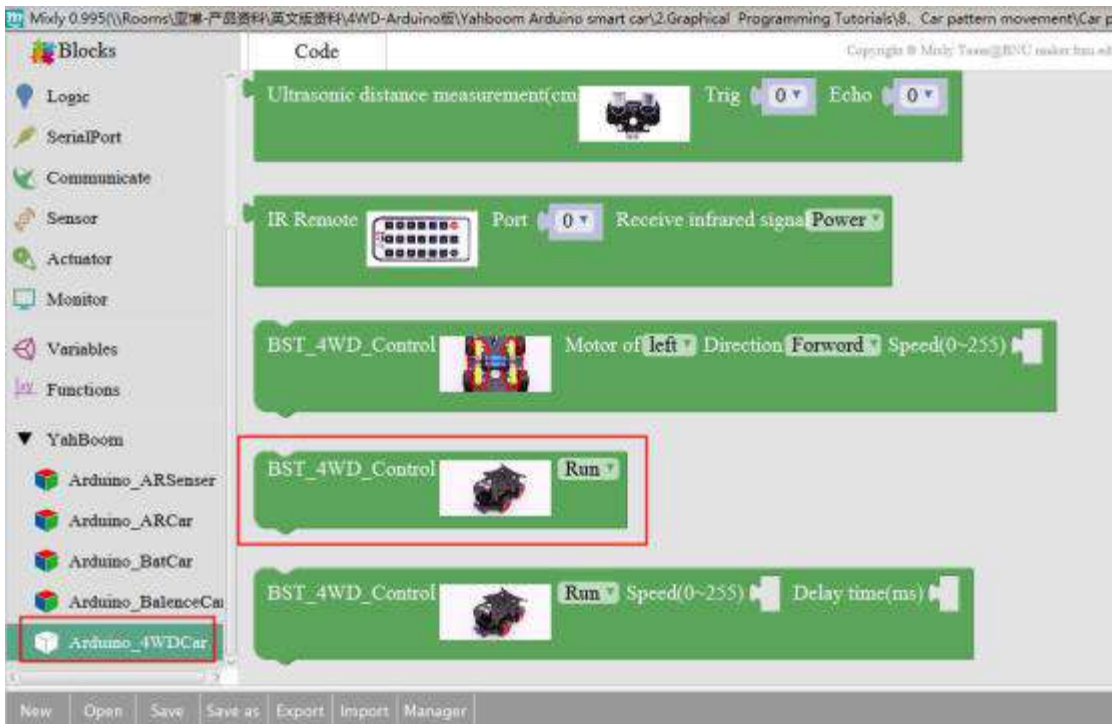 Mixly 0.995(\\Rooms\亚博-产品资料\英文版资料\4WD-Arduino版\Yahboom Arduino smart car\2.Graphical Programming Tutorials\8. Car pattern movement\Car p
Blocks
Code
Copyright © Mixly Team@BNU maker.bnu.ed
Logic
SerialPort
Communicate
Sensor
Actuator
Monitor
Variables
Functions
YahBoom
Arduino_ARSenser
Arduino_ARCar
Arduino_BatCar
Arduino_BalenceCar
Arduino_4WDCar
Ultrasonic distance measurement(cm Trig 0 Echo 0
IR Remote Port 0 Receive infrared signal Power
BST_4WD_Control Motor of left Direction Forword Speed(0~255)
BST_4WD_Control Run
BST_4WD_Control Run Speed(0~255) Delay time(ms)
New Open Save Save as Export Import Manager